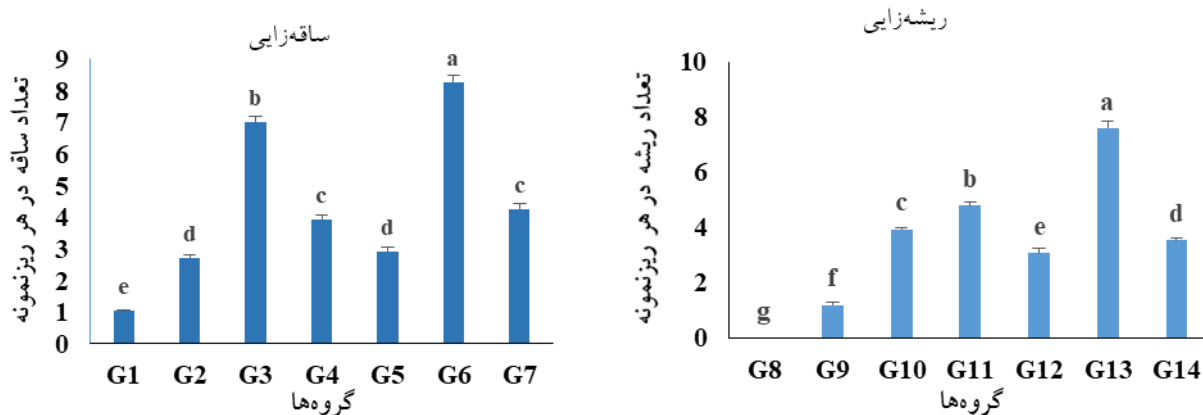 ساقه‌زایی
تعداد ساقه در هر ریزنمونه
9
8
7
6
5
4
3
2
1
0
e
d
b
c
d
a
c
G1 G2 G3 G4 G5 G6 G7
گروه‌ها
ریشه‌زایی
تعداد ریشه در هر ریزنمونه
10
8
6
4
2
0
g
f
c
b
e
a
d
G8 G9 G10 G11 G12 G13 G14
گروه‌ها